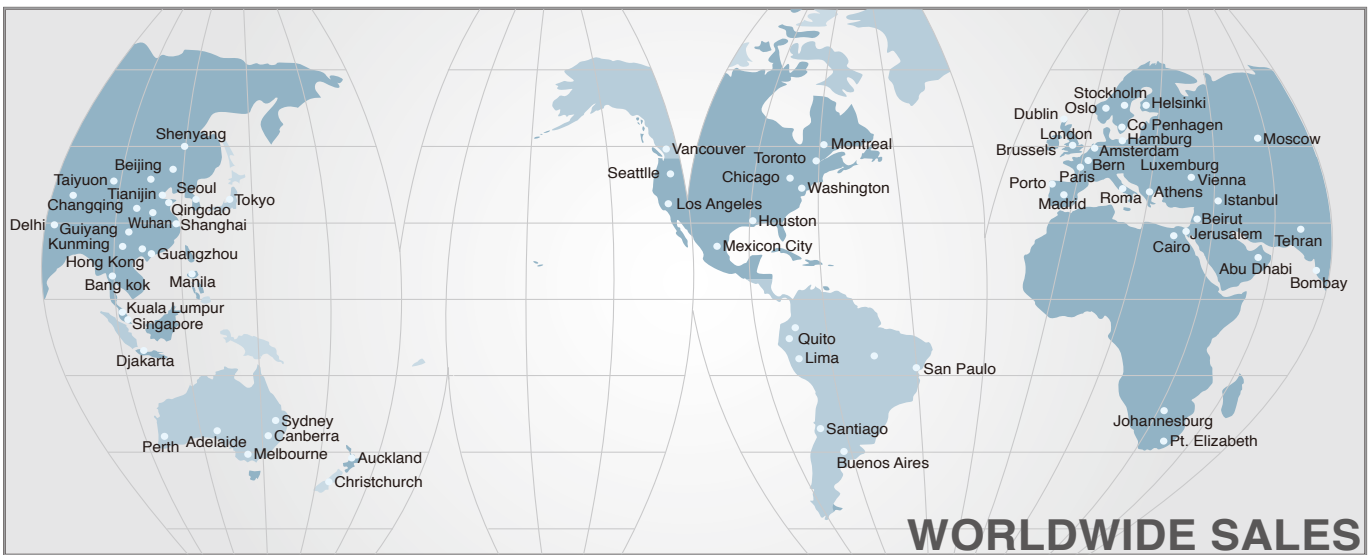 Shenyang
Beijing
Taiyuon
Tianjin
Seoul
Changqing
Qingdao
Tokyo
Delhi
Guiyang
Wuhan
Shanghai
Kunming
Guangzhou
Hong Kong
Bang kok
Manila
Kuala Lumpur
Singapore
Djakarta
Sydney
Canberra
Adelaide
Perth
Melbourne
Auckland
Christchurch
Vancouver
Montreal
Toronto
Seattlle
Chicago
Washington
Los Angeles
Houston
Mexicon City
Quito
Lima
San Paulo
Santiago
Buenos Aires
Stockholm
Oslo
Helsinki
Dublin
Co Penhagen
London
Hamburg
Moscow
Brussels
Amsterdam
Bern
Luxemburg
Paris
Vienna
Porto
Madrid
Roma
Athens
Istanbul
Beirut
Jerusalem
Cairo
Tehran
Abu Dhabi
Bombay
Johannesburg
Pt. Elizabeth
WORLDWIDE SALES